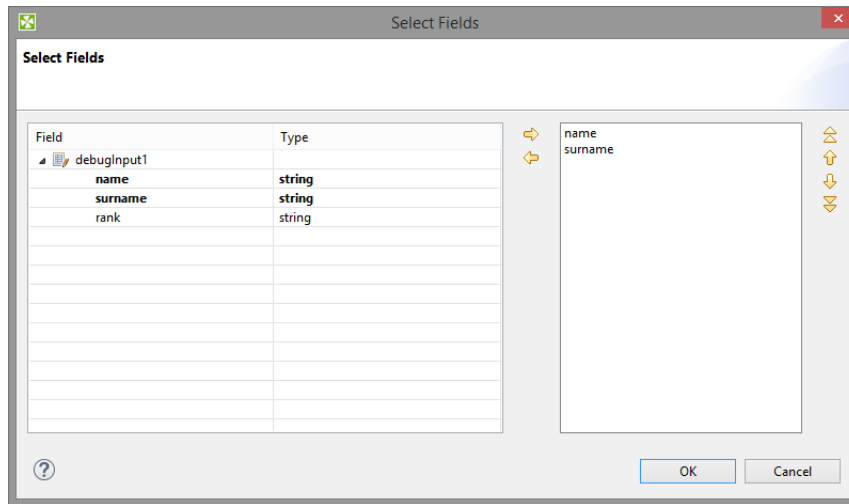 Select Fields
Select Fields
Field Type
debugInput1
name string
surname string
rank string
name
surname
OK Cancel